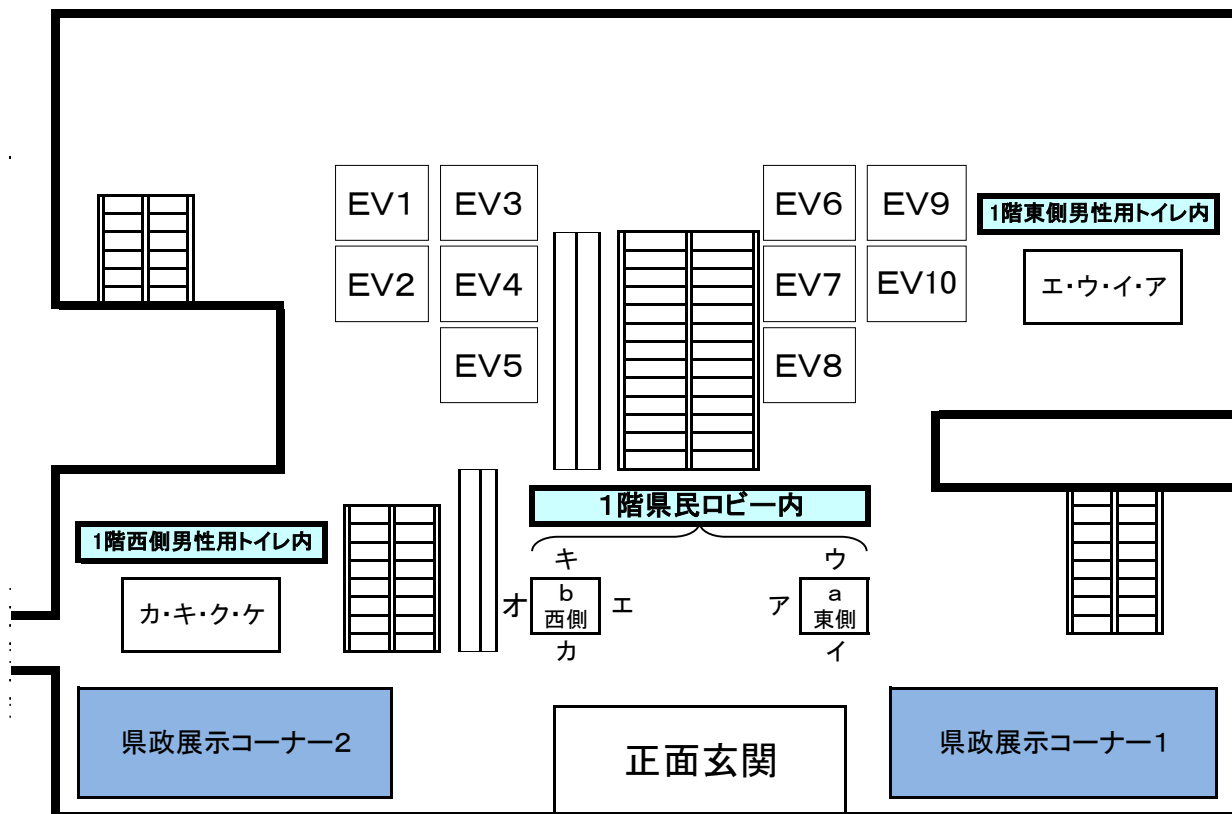 EV1
EV3
EV6
EV9
1階東側男性用トイレ内
EV2
EV4
EV7
EV10
エ・ウ・イ・ア
EV5
EV8
1階県民ロビー内
1階西側男性用トイレ内
カ・キ・ク・ケ
キ
オ
b
西側
エ
カ
ウ
ア
a
東側
イ
県政展示コーナー2
正面玄関
県政展示コーナー1